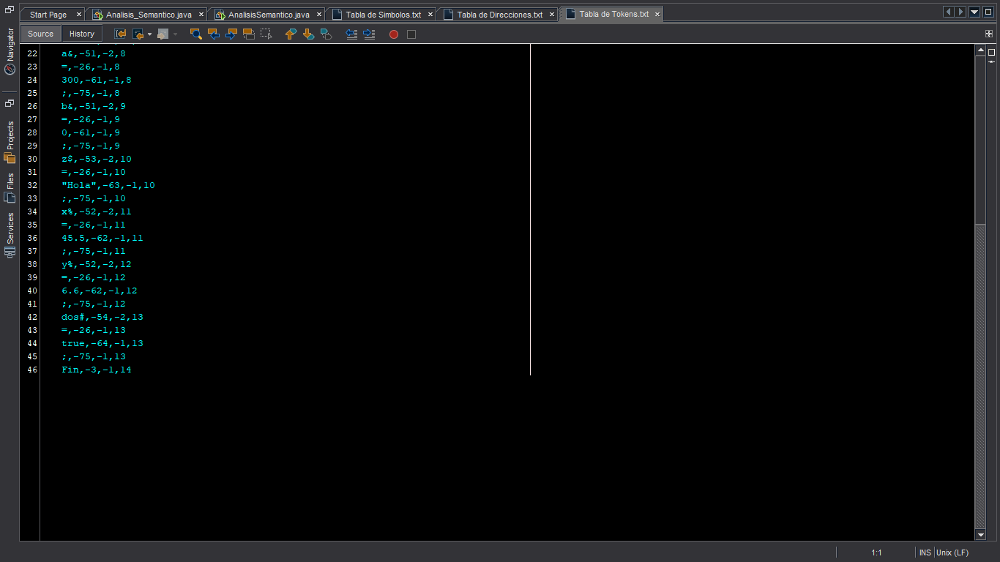 Start Page
Analisis_Semantico.java
AnalisisSemantico.java
Tabla de Simbolos.txt
Tabla de Direcciones.txt
Tabla de Tokens.txt
Source
History
Navigator
Projects
Files
Services
22 a&,-51,-2,8
23 =,-26,-1,8
24 300,-61,-1,8
25 ;,-75,-1,8
26 b&,-51,-2,9
27 =,-26,-1,9
28 0,-61,-1,9
29 ;,-75,-1,9
30 z$,-53,-2,10
31 =,-26,-1,10
32 "Hola",-63,-1,10
33 ;,-75,-1,10
34 x%,-52,-2,11
35 =,-26,-1,11
36 45.5,-62,-1,11
37 ;,-75,-1,11
38 y%,-52,-2,12
39 =,-26,-1,12
40 6.6,-62,-1,12
41 ;,-75,-1,12
42 dos#,-54,-2,13
43 =,-26,-1,13
44 true,-64,-1,13
45 ;,-75,-1,13
46 Fin,-3,-1,14
1:1
INS
Unix (LF)